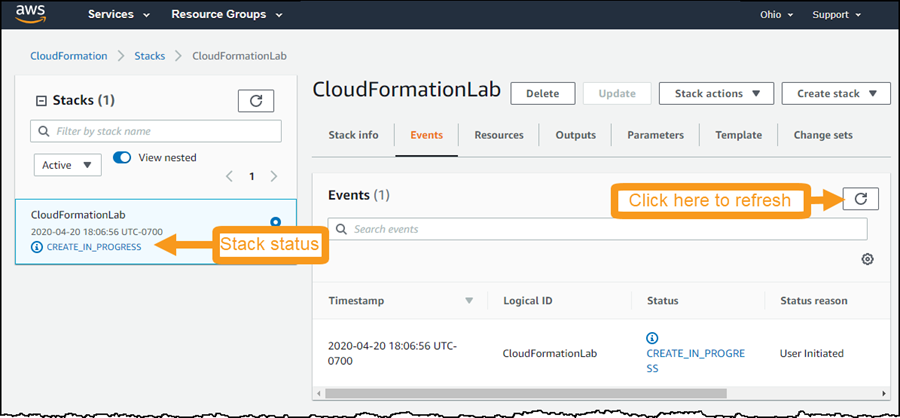 aws Services Resource Groups Ohio Support
CloudFormation Stacks CloudFormationLab
Stacks (1)
Filter by stack name
Active View nested
1
CloudFormationLab
2020-04-20 18:06:56 UTC-0700
CREATE_IN_PROGRESS
Stack status
CloudFormationLab Delete Update Stack actions Create stack
Stack info Events Resources Outputs Parameters Template Change sets
Events (1)
Click here to refresh
Search events
Timestamp Logical ID Status Status reason
2020-04-20 18:06:56 UTC-
0700
CloudFormationLab
CREATE_IN_PROGRE
SS
User Initiated